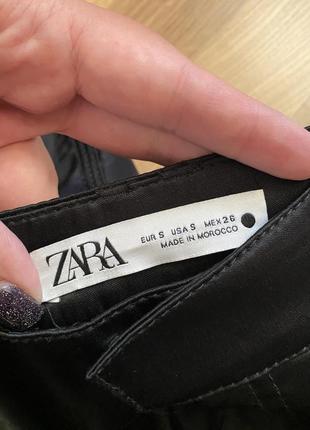 ZARA
EUR S USA S MEX 26
MADE IN MOROCCO